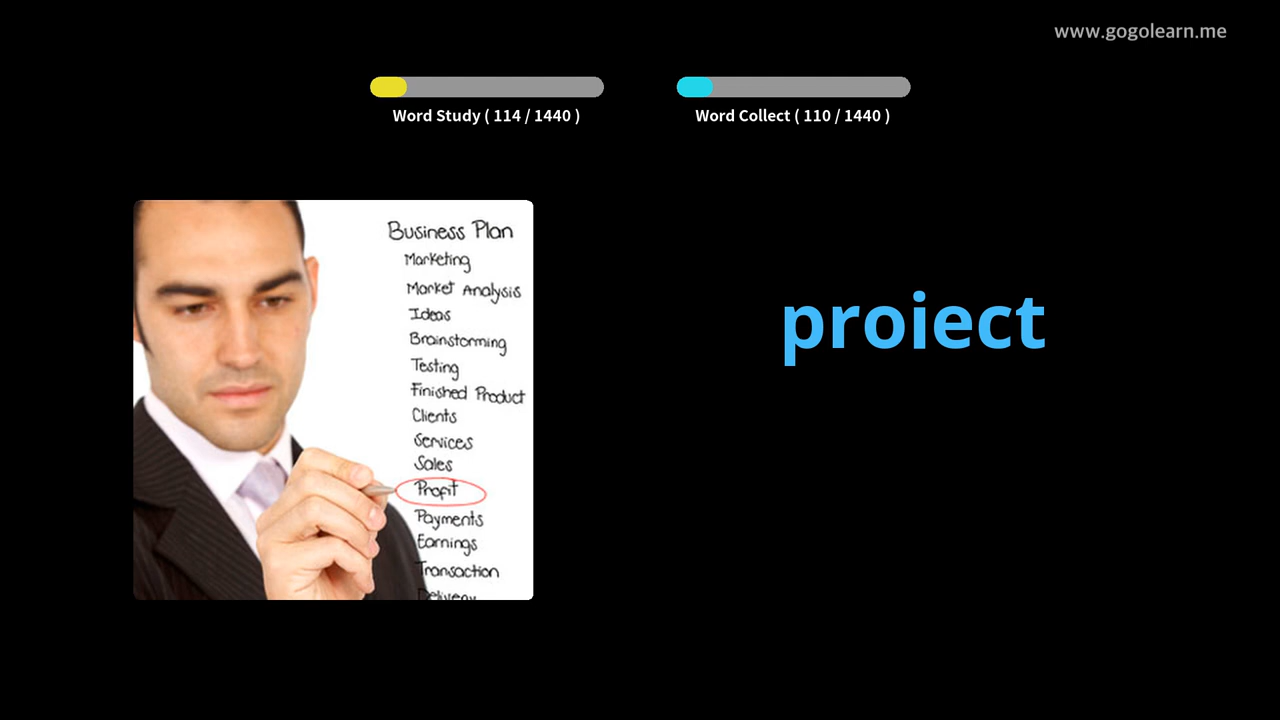 www.gogolearn.me
Word Study ( 114 / 1440 )
Word Collect ( 110 / 1440 )
Business Plan
Marketing
Market Analysis
Ideas
Brainstorming
Testing
Finished Product
Clients
Services
Sales
Profit
Payments
Earnings
Transaction
Delivery
proiect